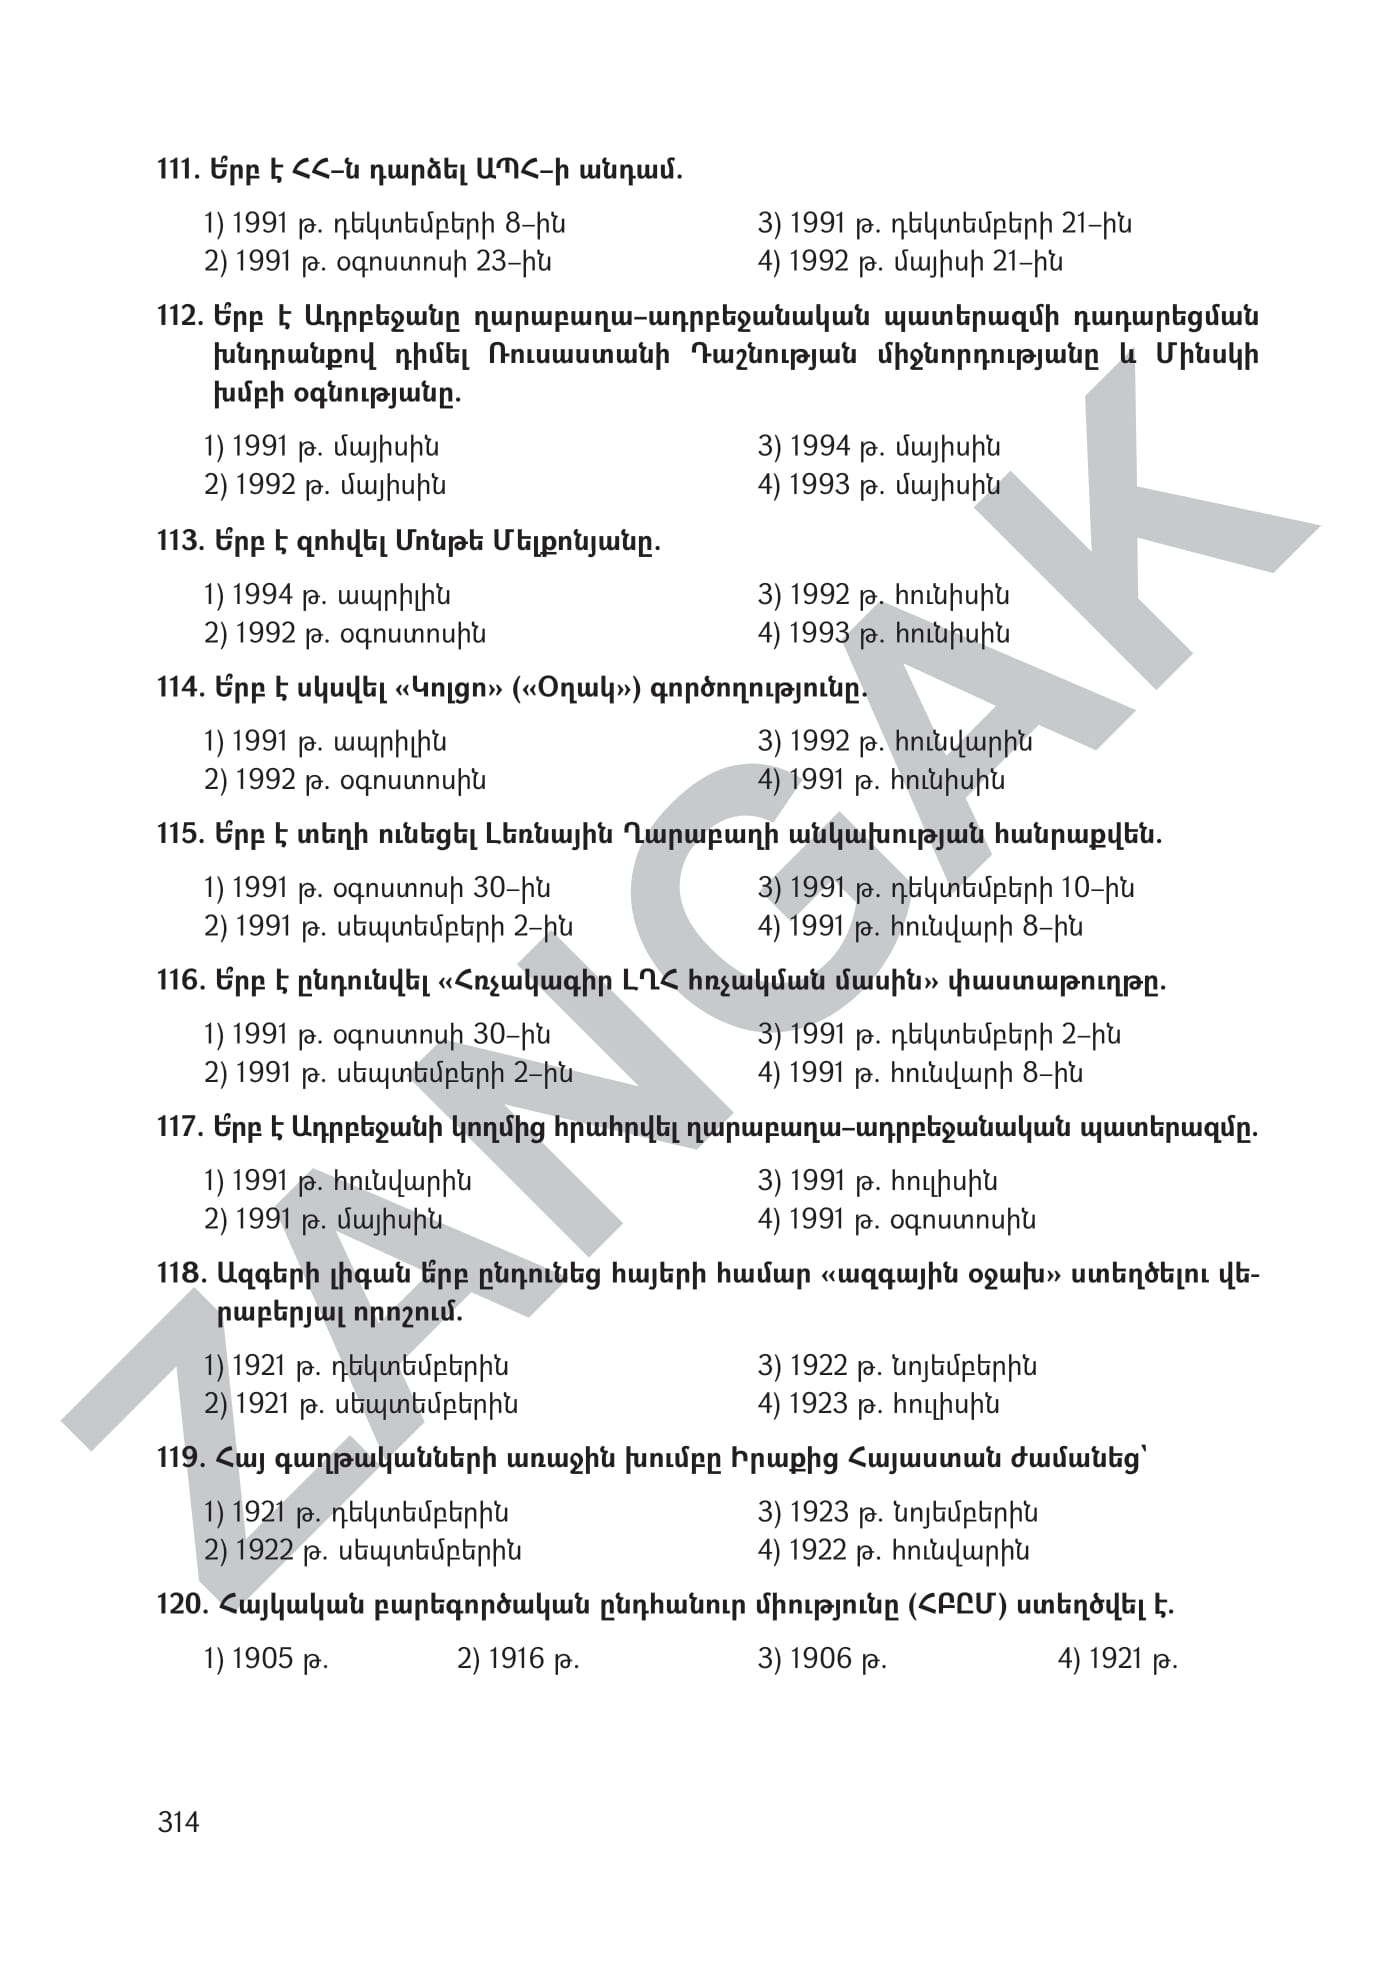 111. Ե՞րբ է ՀՀ–ն դարձել ԱՊՀ–ի անդամ.
1) 1991 թ. դեկտեմբերի 8–ին
3) 1991 թ. դեկտեմբերի 21–ին
2) 1991 թ. օգոստոսի 23–ին
4) 1992 թ. մայիսի 21–ին
112. Ե՞րբ է Ադրբեջանը ղարաբաղա–ադրբեջանական պատերազմի դադարեցման
խնդրանքով դիմել Ռուսաստանի Դաշնության միջնորդությանը և Մինսկի
խմբի օգնությանը.
1) 1991 թ. մայիսին
3) 1994 թ. մայիսին
2) 1992 թ. մայիսին
4) 1993 թ. մայիսին
113. Ե՞րբ է զոհվել Մոնթե Մելքոնյանը.
1) 1994 թ. ապրիլին
3) 1992 թ. հունիսին
2) 1992 թ. օգոստոսին
4) 1993 թ. հունիսին
114. Ե՞րբ է սկսվել «Կոլցո» («Օղակ») գործողությունը.
1) 1991 թ. ապրիլին
3) 1992 թ. հունվարին
2) 1992 թ. օգոստոսին
4) 1991 թ. հունիսին
115. Ե՞րբ է տեղի ունեցել Լեռնային Ղարաբաղի անկախության հանրաքվեն.
1) 1991 թ. օգոստոսի 30–ին
3) 1991 թ. դեկտեմբերի 10–ին
2) 1991 թ. սեպտեմբերի 2–ին
4) 1991 թ. հունվարի 8–ին
116. Ե՞րբ է ընդունվել «Հռչակագիր ԼՂՀ հռչակման մասին» փաստաթուղթը.
1) 1991 թ. օգոստոսի 30–ին
3) 1991 թ. դեկտեմբերի 2–ին
2) 1991 թ. սեպտեմբերի 2–ին
4) 1991 թ. հունվարի 8–ին
117. Ե՞րբ է Ադրբեջանի կողմից հրահրվել ղարաբաղա–ադրբեջանական պատերազմը.
1) 1991 թ. հունվարին
3) 1991 թ. հուլիսին
2) 1991 թ. մայիսին
4) 1991 թ. օգոստոսին
118. Ազգերի լիգան ե՞րբ ընդունեց հայերի համար «ազգային օջախ» ստեղծելու վե-
րաբերյալ որոշում.
1) 1921 թ. դեկտեմբերին
3) 1922 թ. նոյեմբերին
2) 1921 թ. սեպտեմբերին
4) 1923 թ. հուլիսին
119. Հայ գաղթականների առաջին խումբը Իրաքից Հայաստան ժամանեց՝
1) 1921 թ. դեկտեմբերին
3) 1923 թ. նոյեմբերին
2) 1922 թ. սեպտեմբերին
4) 1922 թ. հունվարին
120. Հայկական բարեգործական ընդհանուր միությունը (ՀԲԸՄ) ստեղծվել է.
1) 1905 թ. 2) 1916 թ. 3) 1906 թ. 4) 1921 թ.
314
ZANGAK